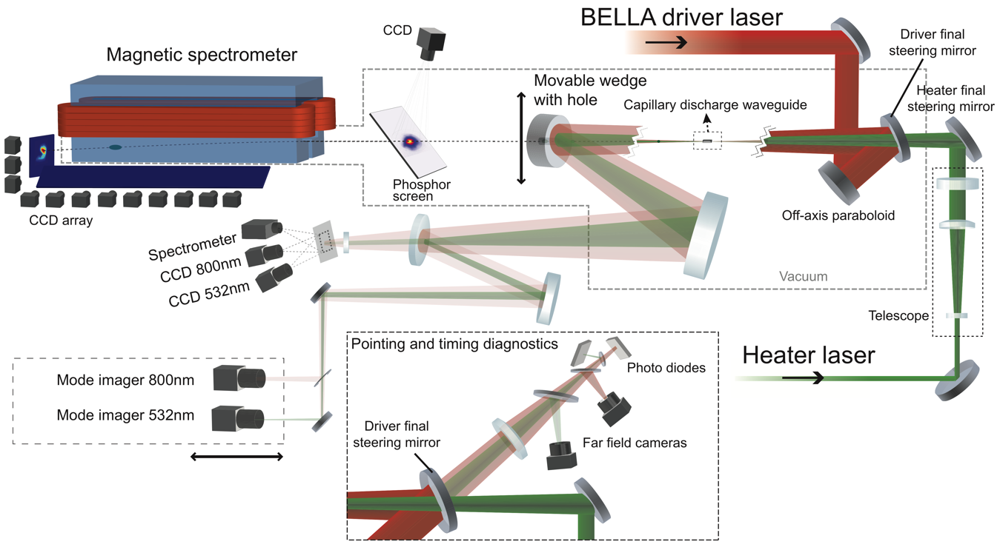 BELLA driver laser
CCD
Driver final
steering mirror
Magnetic spectrometer
Movable wedge
with hole
Heater final
steering mirror
Capillary discharge waveguide
Phosphor
screen
CCD array
Off-axis paraboloid
Spectrometer
CCD 800nm
CCD 532nm
Vacuum
Telescope
Pointing and timing diagnostics
Heater laser
Photo diodes
Mode imager 800nm
Mode imager 532nm
Driver final
steering mirror
Far field cameras